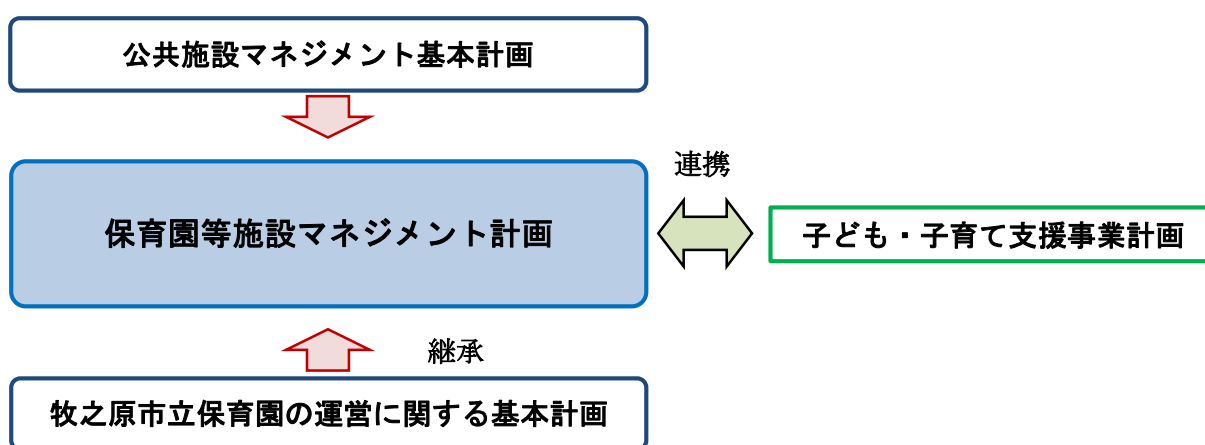 公共施設マネジメント基本計画
連携
保育園等施設マネジメント計画
子ども・子育て支援事業計画
継承
牧之原市立保育園の運営に関する基本計画